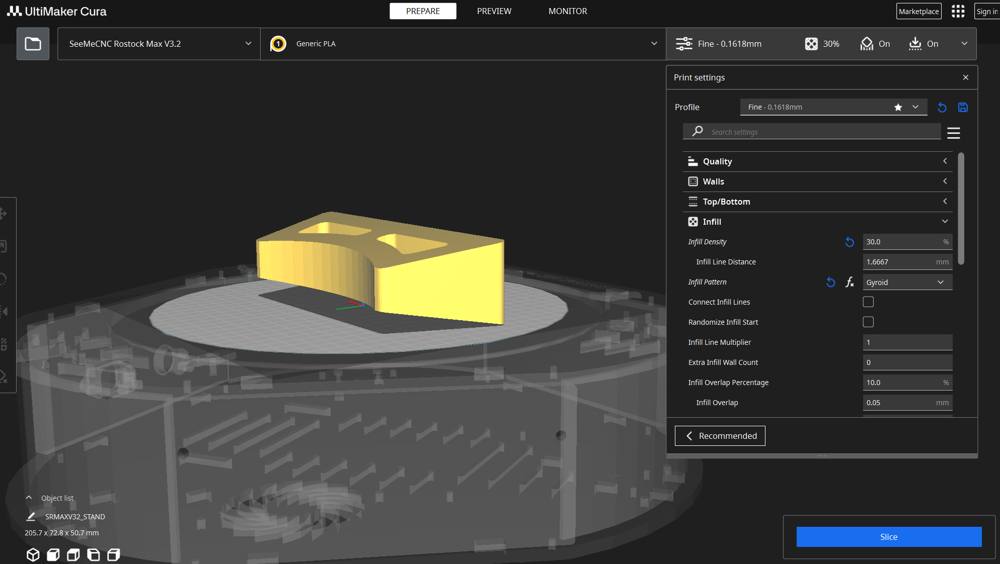 UltiMaker Cura
PREPARE
PREVIEW
MONITOR
Marketplace
Sign in
SeeMeCNC Rostock Max V3.2
1
Generic PLA
Fine - 0.1618mm
30%
On
On
Print settings
Profile
Fine - 0.1618mm
Search settings
Quality
Walls
Top/Bottom
Infill
Infill Density
30.0 %
Infill Line Distance
1.6667 mm
Infill Pattern
fx
Gyroid
Connect Infill Lines
Randomize Infill Start
Infill Line Multiplier
1
Extra Infill Wall Count
0
Infill Overlap Percentage
10.0 %
Infill Overlap
0.05 mm
Recommended
Object list
SRMAXV32_STAND
205.7 x 72.8 x 50.7 mm
Slice